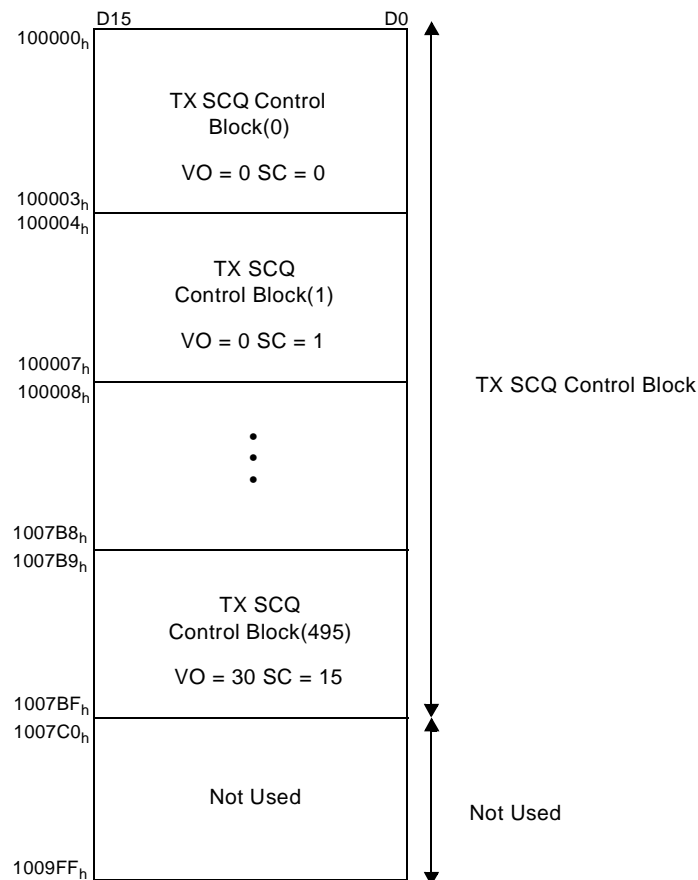 D15 D0
100000h
TX SCQ Control
Block(0)
VO = 0 SC = 0
100003h
100004h
TX SCQ
Control Block(1)
VO = 0 SC = 1
100007h
100008h
TX SCQ Control Block
1007B8h
1007B9h
TX SCQ
Control Block(495)
VO = 30 SC = 15
1007BFh
1007C0h
Not Used
Not Used
1009FFh